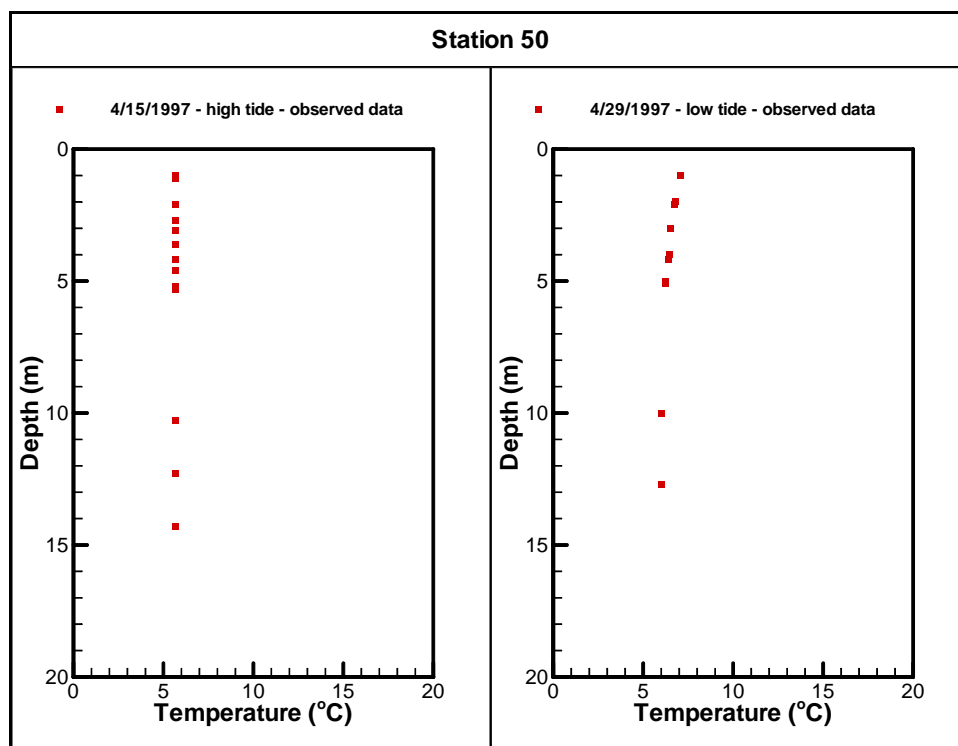 Station 50
4/15/1997 - high tide - observed data
0
5
10
15
20
Depth (m)
0 5 10 15 20
Temperature (°C)
4/29/1997 - low tide - observed data
0
5
10
15
20
Depth (m)
0 5 10 15 20
Temperature (°C)